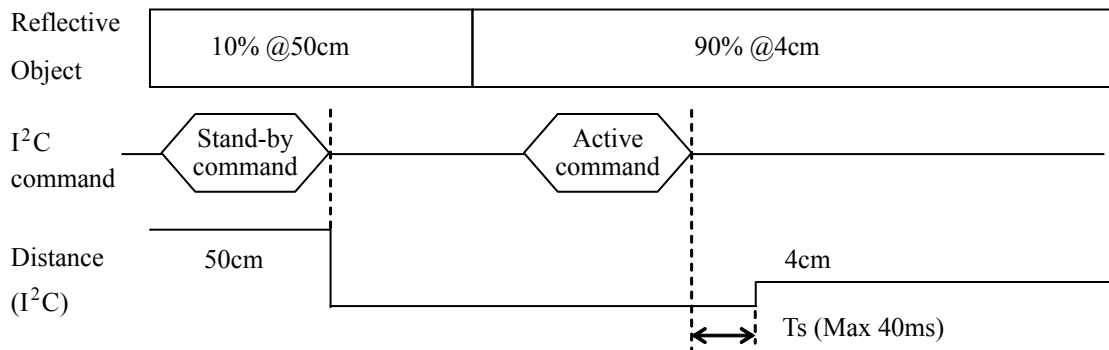 Reflective
Object
10% @50cm
90% @4cm
I²C
command
Stand-by
command
Active
command
Distance
(I²C)
50cm
4cm
Ts (Max 40ms)